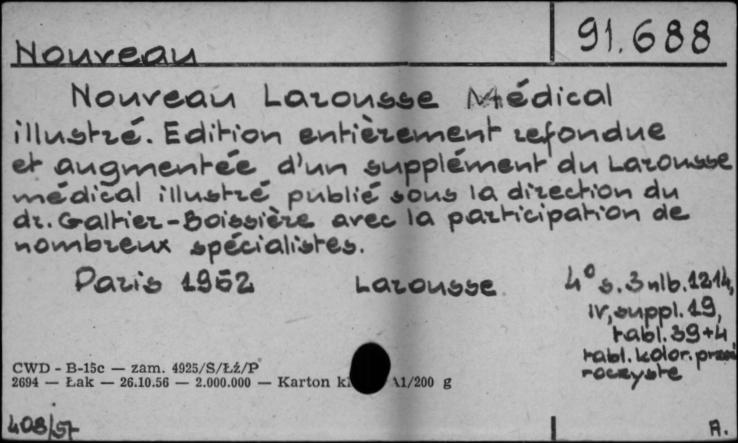 Nouveau
91.688
Nouveau Larousse Médical
illustré. Edition entièrement refondue
et augmentée d'un supplément du Larousse
médical illustré publié sous la direction du
dr. Galtier-Boissière avec la participation de
nombreux spécialistes.
Paris 1952 Larousse 4° s. 3 nlb. 1214,
IV, suppl. 19,
tabl. 39+4
tabl. kolor.
roczyste
CWD - B-15c — zam. 4925/S/Łź/P
2694 — Łak — 26.10.56 — 2.000.000 — Karton A1/200 g
408/57
A.